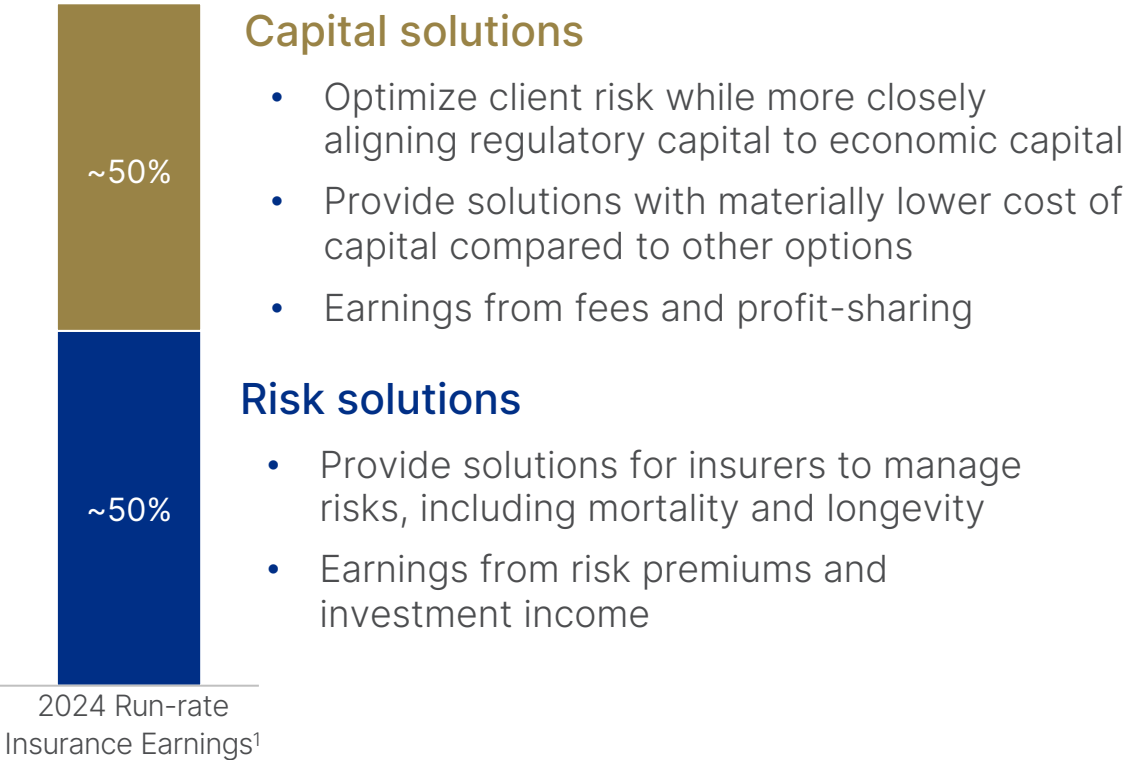 Capital solutions
• Optimize client risk while more closely
aligning regulatory capital to economic capital
• Provide solutions with materially lower cost of
capital compared to other options
• Earnings from fees and profit-sharing
~50%
Risk solutions
• Provide solutions for insurers to manage
risks, including mortality and longevity
• Earnings from risk premiums and
investment income
~50%
2024 Run-rate
Insurance Earnings¹